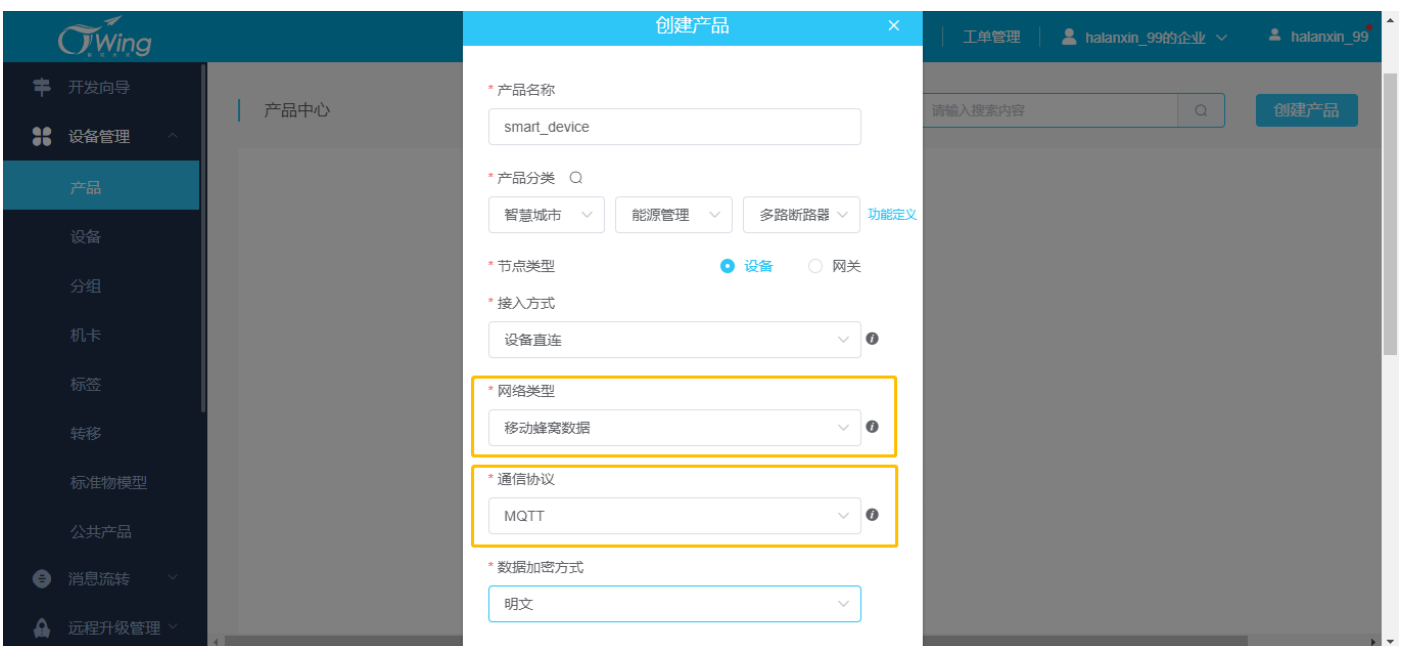 CTWing
创建产品
工单管理
halanxin_99的企业
halanxin_99
开发向导
设备管理
产品
设备
分组
机卡
标签
转移
标准物模型
公共产品
消息流转
远程升级管理
产品中心
请输入搜索内容
创建产品
* 产品名称
smart_device
* 产品分类
智慧城市 能源管理 多路断路器 功能定义
* 节点类型 设备 网关
* 接入方式
设备直连
* 网络类型
移动蜂窝数据
* 通信协议
MQTT
* 数据加密方式
明文